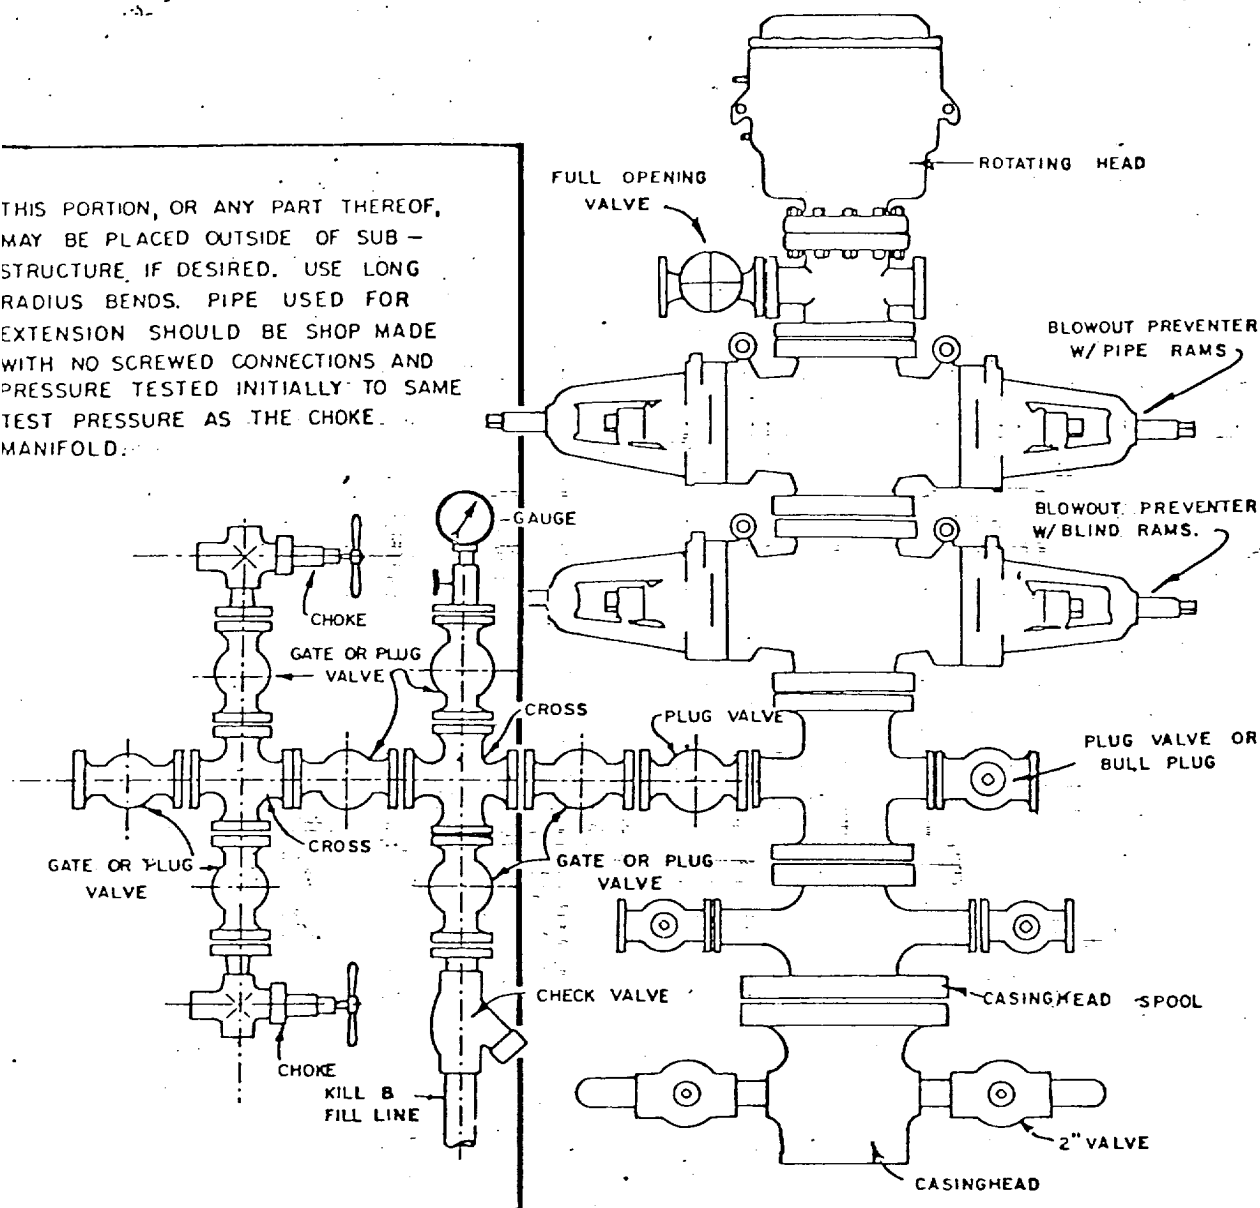 ROTATING HEAD
FULL OPENING
VALVE
THIS PORTION, OR ANY PART THEREOF,
MAY BE PLACED OUTSIDE OF SUB-
STRUCTURE IF DESIRED. USE LONG
RADIUS BENDS. PIPE USED FOR
EXTENSION SHOULD BE SHOP MADE
WITH NO SCREWED CONNECTIONS AND
PRESSURE TESTED INITIALLY TO SAME
TEST PRESSURE AS THE CHOKE
MANIFOLD.
BLOWOUT PREVENTER
W/PIPE RAMS
BLOWOUT PREVENTER
W/BLIND RAMS.
GAUGE
CHOKE
GATE OR PLUG
VALVE
CROSS
PLUG VALVE
PLUG VALVE OR
BULL PLUG
CROSS
GATE OR PLUG
VALVE
GATE OR PLUG
VALVE
CHECK VALVE
CASINGHEAD SPOOL
CHOKE
KILL &
FILL LINE
2" VALVE
CASINGHEAD